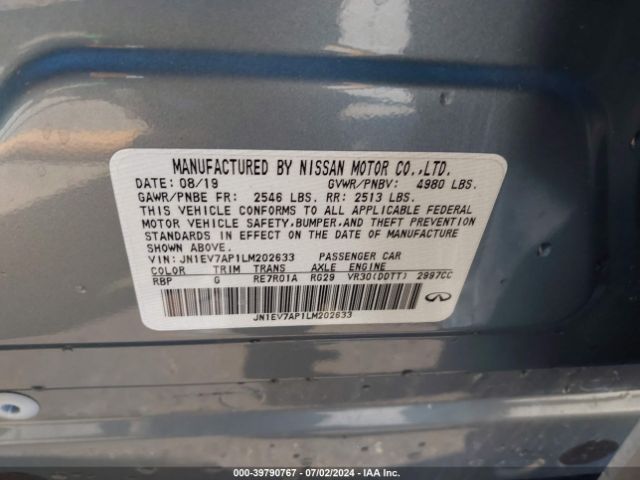 MANUFACTURED BY NISSAN MOTOR CO.,LTD.
DATE: 08/19 GVWR/PNBV: 4980 LBS.
GAWR/PNBE FR: 2546 LBS. RR: 2513 LBS.
THIS VEHICLE CONFORMS TO ALL APPLICABLE FEDERAL
MOTOR VEHICLE SAFETY,BUMPER,AND THEFT PREVENTION
STANDARDS IN EFFECT ON THE DATE OF MANUFACTURE
SHOWN ABOVE.
VIN: JN1EV7AP1LM202633 PASSENGER CAR
COLOR TRIM TRANS AXLE ENGINE
RBP G RE7R01A RG29 VR30(DDTT) 2997CC
JN1EV7AP1LM202633
000-39790767 - 07/02/2024 - IAA Inc.